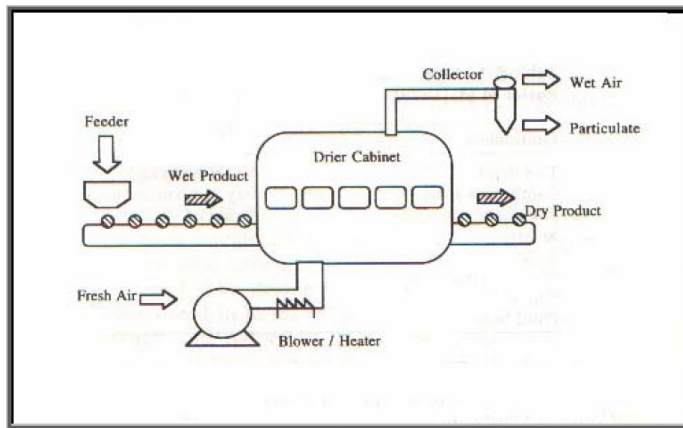 Collector
Wet Air
Feeder
Particulate
Drier Cabinet
Wet Product
Dry Product
Fresh Air
Blower / Heater